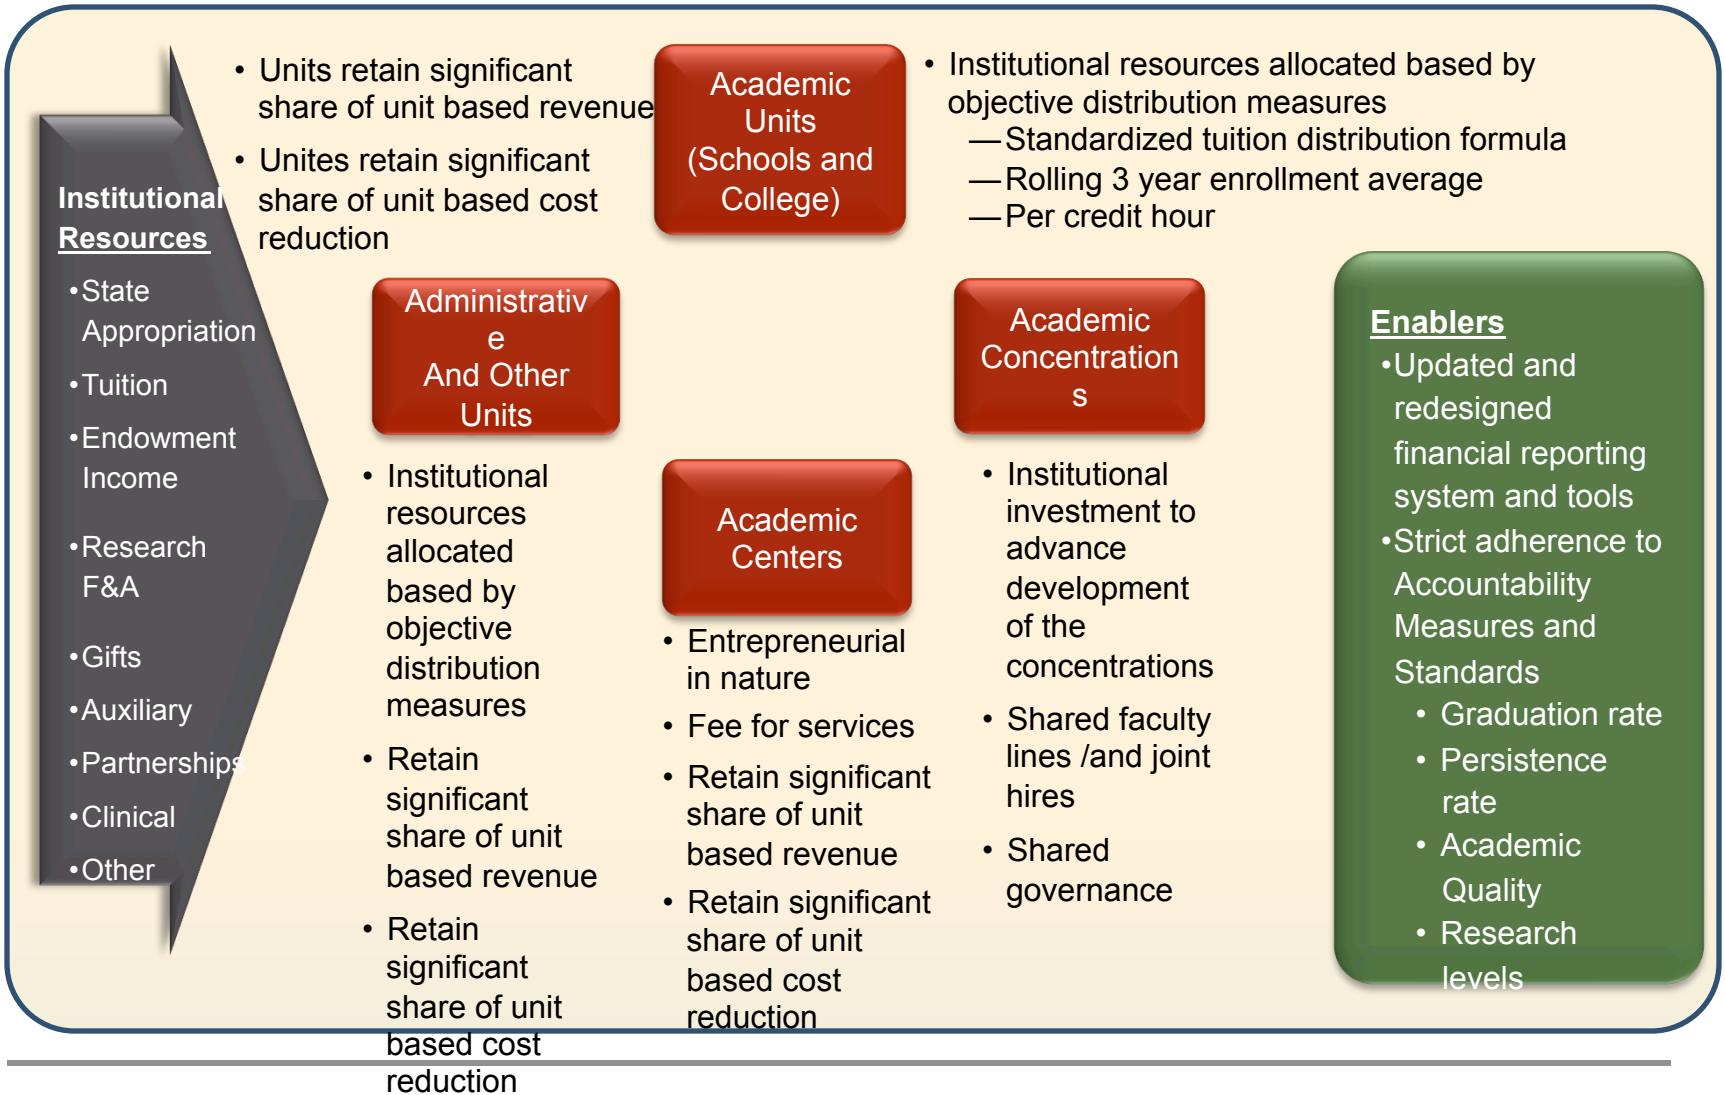 Institutional
Resources
•State
Appropriation
•Tuition
•Endowment
Income
•Research
F&A
•Gifts
•Auxiliary
•Partnerships
•Clinical
•Other
• Units retain significant
share of unit based revenue
• Unites retain significant
share of unit based cost
reduction
Academic
Units
(Schools and
College)
• Institutional resources allocated based by
objective distribution measures
—Standardized tuition distribution formula
—Rolling 3 year enrollment average
—Per credit hour
Administrativ
e
And Other
Units
• Institutional
resources
allocated
based by
objective
distribution
measures
• Retain
significant
share of unit
based revenue
• Retain
significant
share of unit
based cost
reduction
Academic
Centers
• Entrepreneurial
in nature
• Fee for services
• Retain significant
share of unit
based revenue
• Retain significant
share of unit
based cost
reduction
Academic
Concentration
s
• Institutional
investment to
advance
development
of the
concentrations
• Shared faculty
lines /and joint
hires
• Shared
governance
Enablers
•Updated and
redesigned
financial reporting
system and tools
•Strict adherence to
Accountability
Measures and
Standards
• Graduation rate
• Persistence
rate
• Academic
Quality
• Research
levels